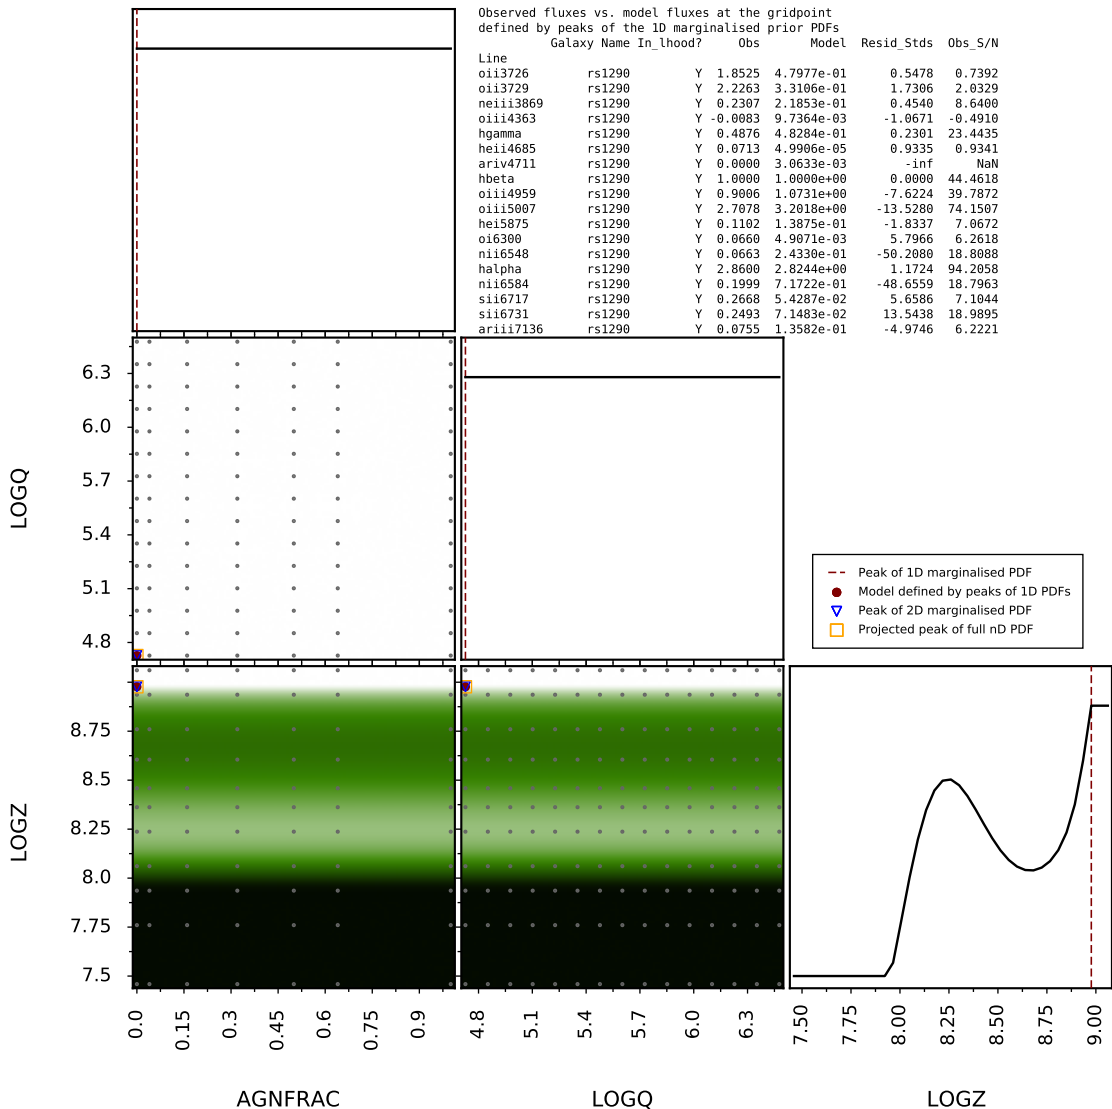 Observed fluxes vs. model fluxes at the gridpoint
defined by peaks of the 1D marginalised prior PDFs
Galaxy Name In_lhood? Obs Model Resid_Stds Obs_S/N
Line
oii3726 rs1290 Y 1.8525 4.7977e-01 0.5478 0.7392
oii3729 rs1290 Y 2.2263 3.3106e-01 1.7306 2.0329
neiii3869 rs1290 Y 0.2307 2.1853e-01 0.4540 8.6400
oiii4363 rs1290 Y -0.0083 9.7364e-03 -1.0671 -0.4910
hgamma rs1290 Y 0.4876 4.8284e-01 0.2301 23.4435
heii4685 rs1290 Y 0.0713 4.9906e-05 0.9335 0.9341
ariv4711 rs1290 Y 0.0000 3.0633e-03 -inf NaN
hbeta rs1290 Y 1.0000 1.0000e+00 0.0000 44.4618
oiii4959 rs1290 Y 0.9006 1.0731e+00 -7.6224 39.7872
oiii5007 rs1290 Y 2.7078 3.2018e+00 -13.5280 74.1507
hei5875 rs1290 Y 0.1102 1.3875e-01 -1.8337 7.0672
oi6300 rs1290 Y 0.0660 4.9071e-03 5.7966 6.2618
nii6548 rs1290 Y 0.0663 2.4330e-01 -50.2080 18.8088
halpha rs1290 Y 2.8600 2.8244e+00 1.1724 94.2058
nii6584 rs1290 Y 0.1999 7.1722e-01 -48.6559 18.7963
sii6717 rs1290 Y 0.2668 5.4287e-02 5.6586 7.1044
sii6731 rs1290 Y 0.2493 7.1483e-02 13.5438 18.9895
ariii7136 rs1290 Y 0.0755 1.3582e-01 -4.9746 6.2221
LOGQ
6.3
6.0
5.7
5.4
5.1
4.8
Peak of 1D marginalised PDF
Model defined by peaks of 1D PDFs
Peak of 2D marginalised PDF
Projected peak of full nD PDF
LOGZ
8.75
8.5
8.25
8.0
7.75
7.5
0.0 0.15 0.3 0.45 0.6 0.75 0.9
4.8 5.1 5.4 5.7 6.0 6.3
7.50 7.75 8.00 8.25 8.50 8.75 9.00
AGNFRAC LOGQ LOGZ